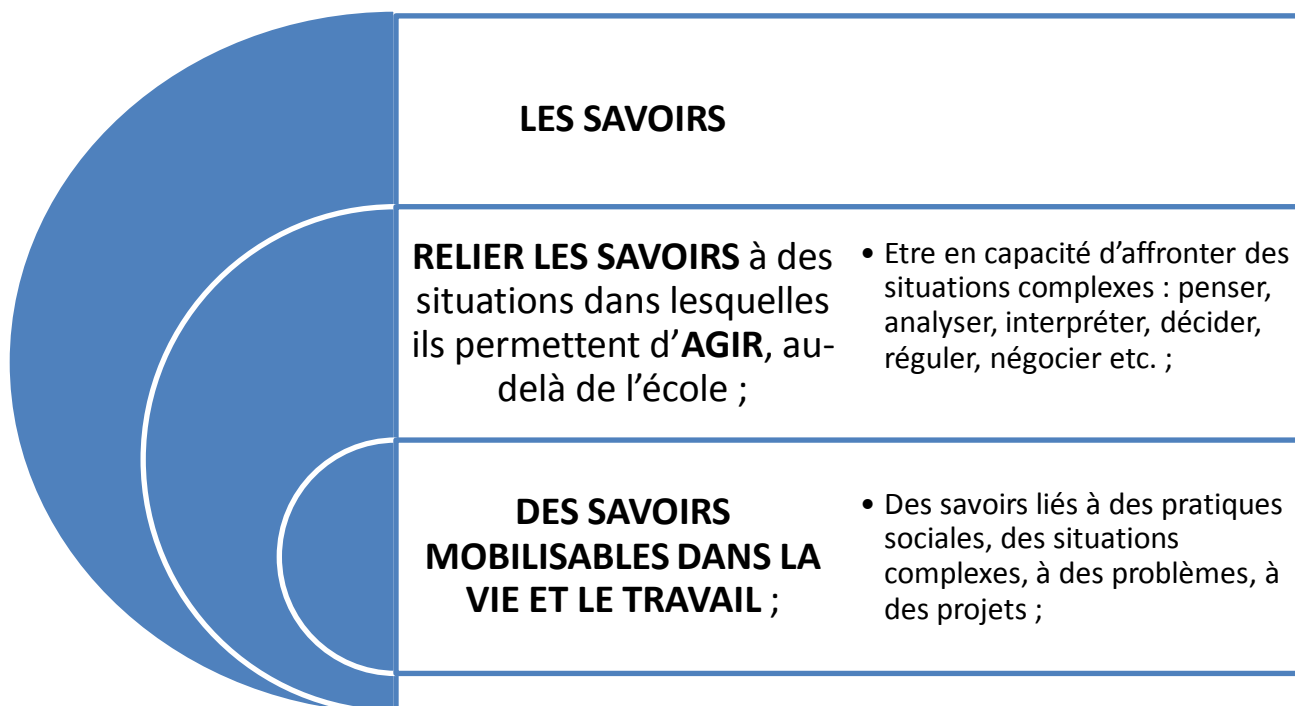 LES SAVOIRS
RELIER LES SAVOIRS à des
situations dans lesquelles
ils permettent d’AGIR, au-
delà de l’école ;
• Etre en capacité d’affronter des
situations complexes : penser,
analyser, interpréter, décider,
réguler, négocier etc. ;
DES SAVOIRS
MOBILISABLES DANS LA
VIE ET LE TRAVAIL ;
• Des savoirs liés à des pratiques
sociales, des situations
complexes, à des problèmes, à
des projets ;